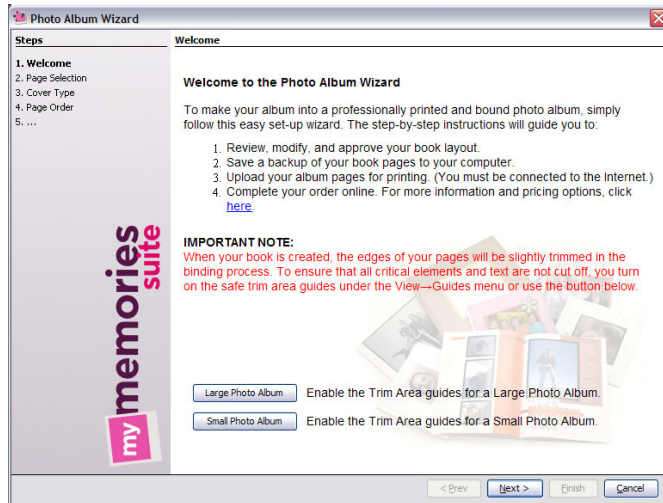 Photo Album Wizard
Steps
Welcome
1. Welcome
2. Page Selection
3. Cover Type
4. Page Order
5. ...
Welcome to the Photo Album Wizard
To make your album into a professionally printed and bound photo album, simply
follow this easy set-up wizard. The step-by-step instructions will guide you to:
1. Review, modify, and approve your book layout.
2. Save a backup of your book pages to your computer.
3. Upload your album pages for printing. (You must be connected to the Internet.)
4. Complete your order online. For more information and pricing options, click
here.
IMPORTANT NOTE:
When your book is created, the edges of your pages will be slightly trimmed in the
binding process. To ensure that all critical elements and text are not cut off, you turn
on the safe trim area guides under the View→Guides menu or use the button below.
my memories
suite
Large Photo Album Enable the Trim Area guides for a Large Photo Album.
Small Photo Album Enable the Trim Area guides for a Small Photo Album.
< Prev Next > Finish Cancel